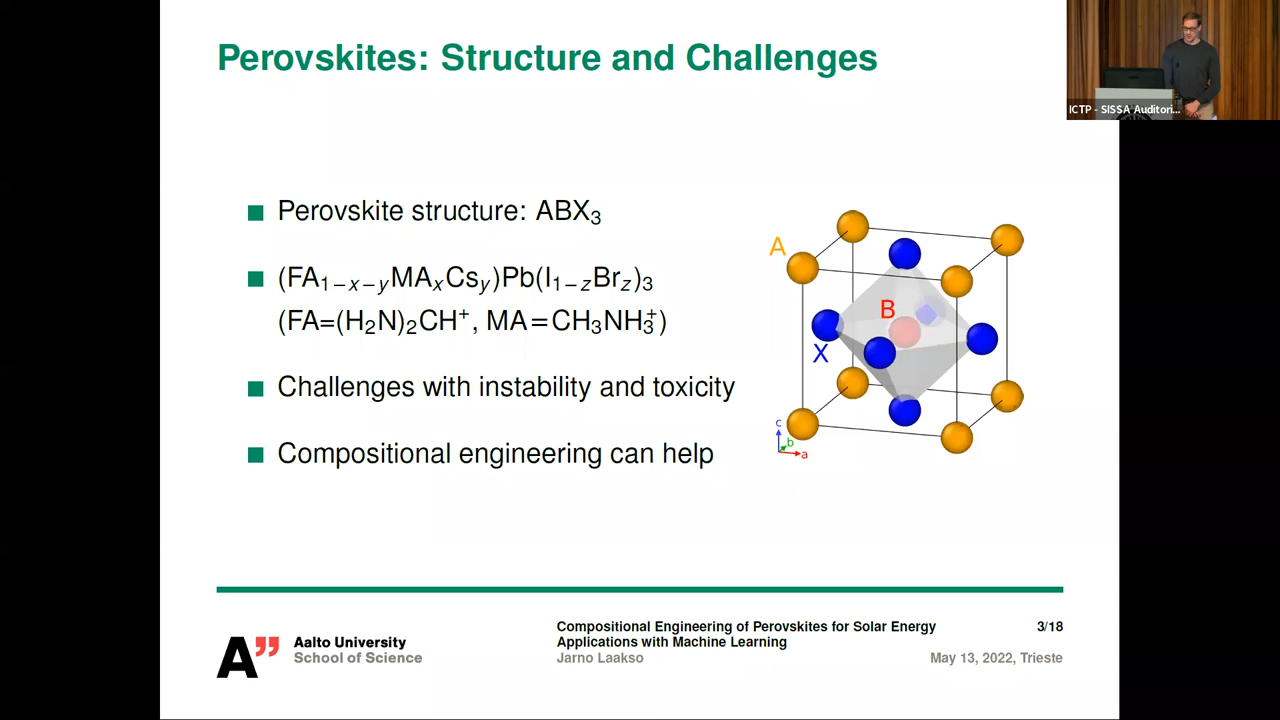 Perovskites: Structure and Challenges
ICTP - SISSA Auditori...
Perovskite structure: ABX₃
(FA₁₋ₓ₋ᵧMAₓCsᵧ)Pb(I₁₋zBrz)₃
(FA=(H₂N)₂CH⁺, MA=CH₃NH₃⁺)
Challenges with instability and toxicity
Compositional engineering can help
A
B
X
c
b
a
A”
Aalto University
School of Science
Compositional Engineering of Perovskites for Solar Energy
Applications with Machine Learning
Jarno Laakso
3/18
May 13, 2022, Trieste